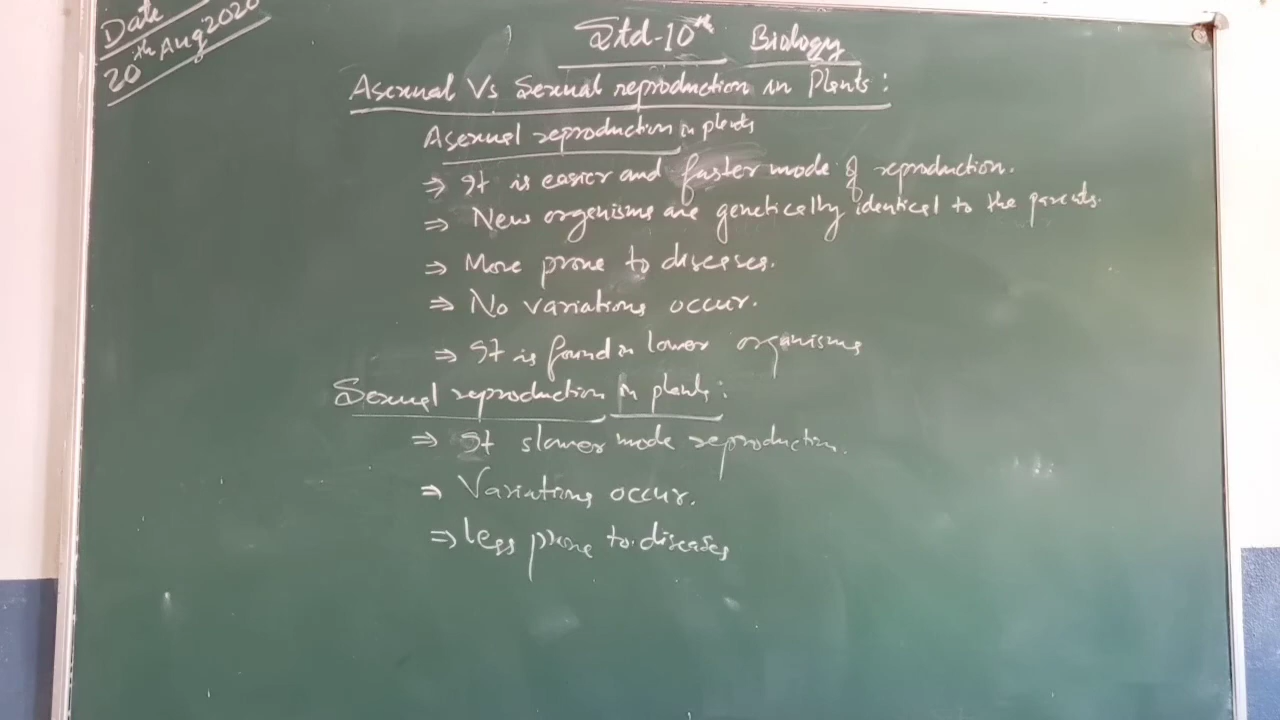 Date
20th Aug 2020
Std-10th Biology
Asexual Vs Sexual reproduction in Plants:
Asexual reproduction in plants
⇒ It is easier and faster mode of reproduction.
⇒ New organisms are genetically identical to the parents.
⇒ More prone to diseases.
⇒ No variations occur.
⇒ It is found in lower organisms
Sexual reproduction in plants:
⇒ It slower mode reproduction.
⇒ Variations occur.
⇒ Less prone to diseases